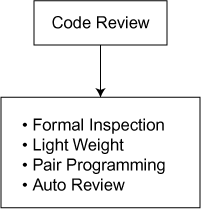 Code Review
• Formal Inspection
• Light Weight
• Pair Programming
• Auto Review